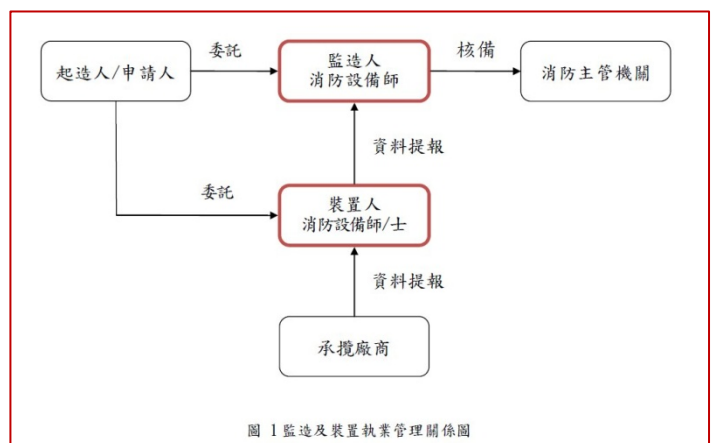 委託
核備
起造人/申請人
監造人
消防設備師
消防主管機關
資料提報
委託
裝置人
消防設備師/士
資料提報
承攬廠商
圖 1監造及裝置執業管理關係圖